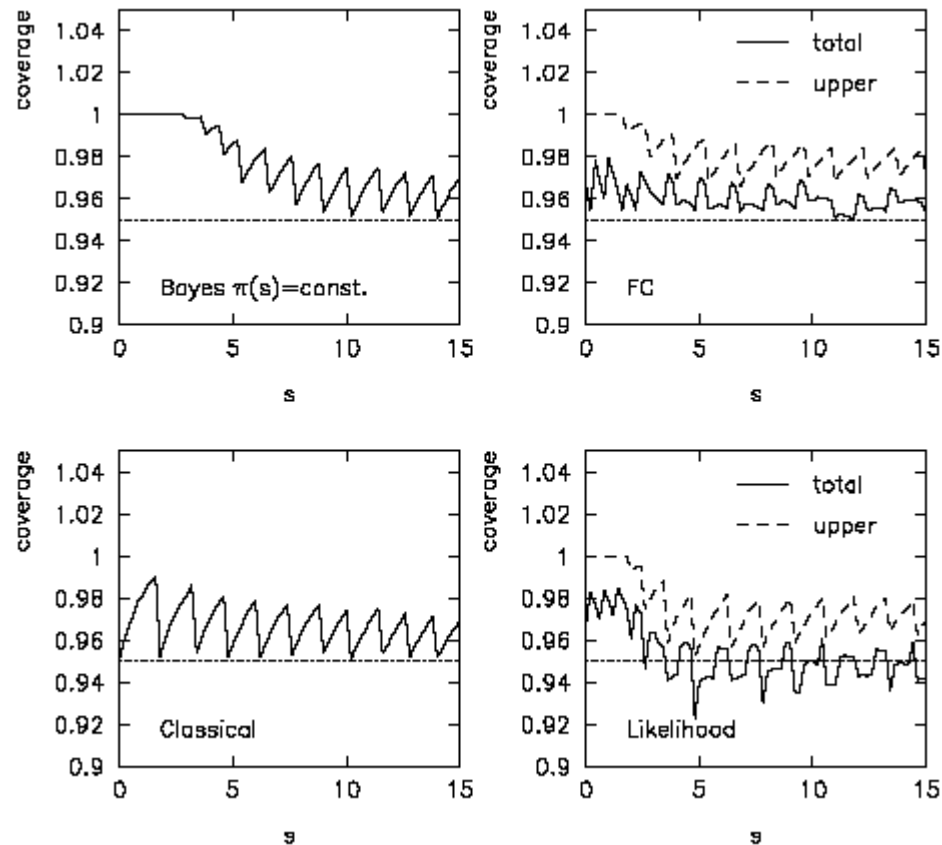 coverage
1.04
1.02
1
0.98
0.96
0.94
0.92
0.9
Bayes π(s)=const.
0 5 10 15
s
coverage
1.04
1.02
1
0.98
0.96
0.94
0.92
0.9
total
upper
FC
0 5 10 15
s
coverage
1.04
1.02
1
0.98
0.96
0.94
0.92
0.9
Classical
0 5 10 15
s
coverage
1.04
1.02
1
0.98
0.96
0.94
0.92
0.9
total
upper
Likelihood
0 5 10 15
s